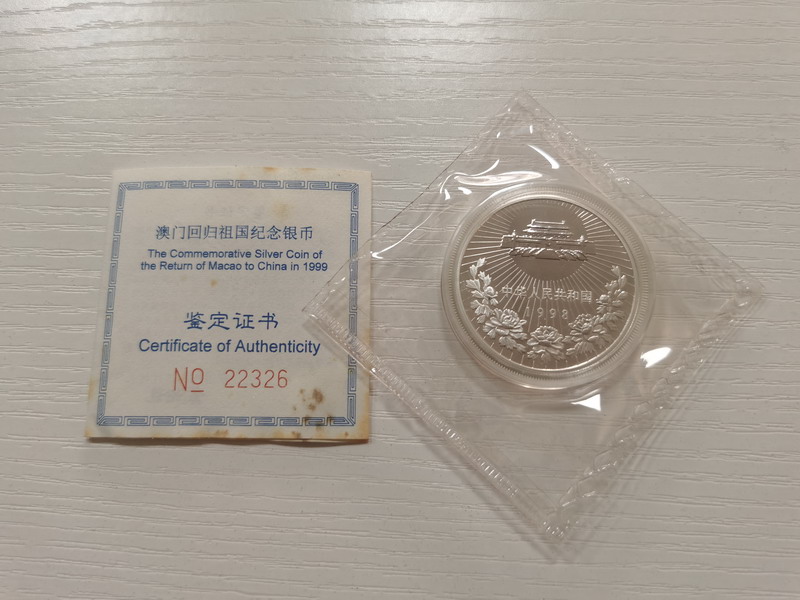 澳门回归祖国纪念银币
The Commemorative Silver Coin of
the Return of Macao to China in 1999
鉴定证书
Certificate of Authenticity
No 22326
中华人民共和国
1998